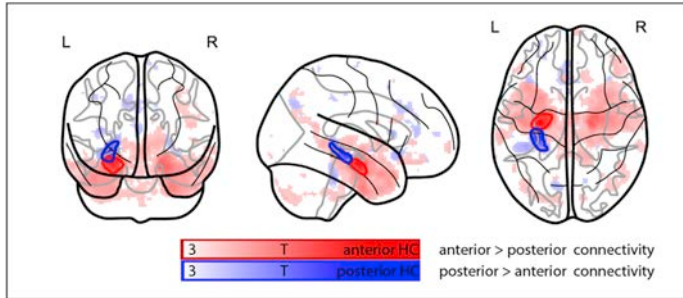 L R L R
3 T anterior HC anterior > posterior connectivity
3 T posterior HC posterior > anterior connectivity